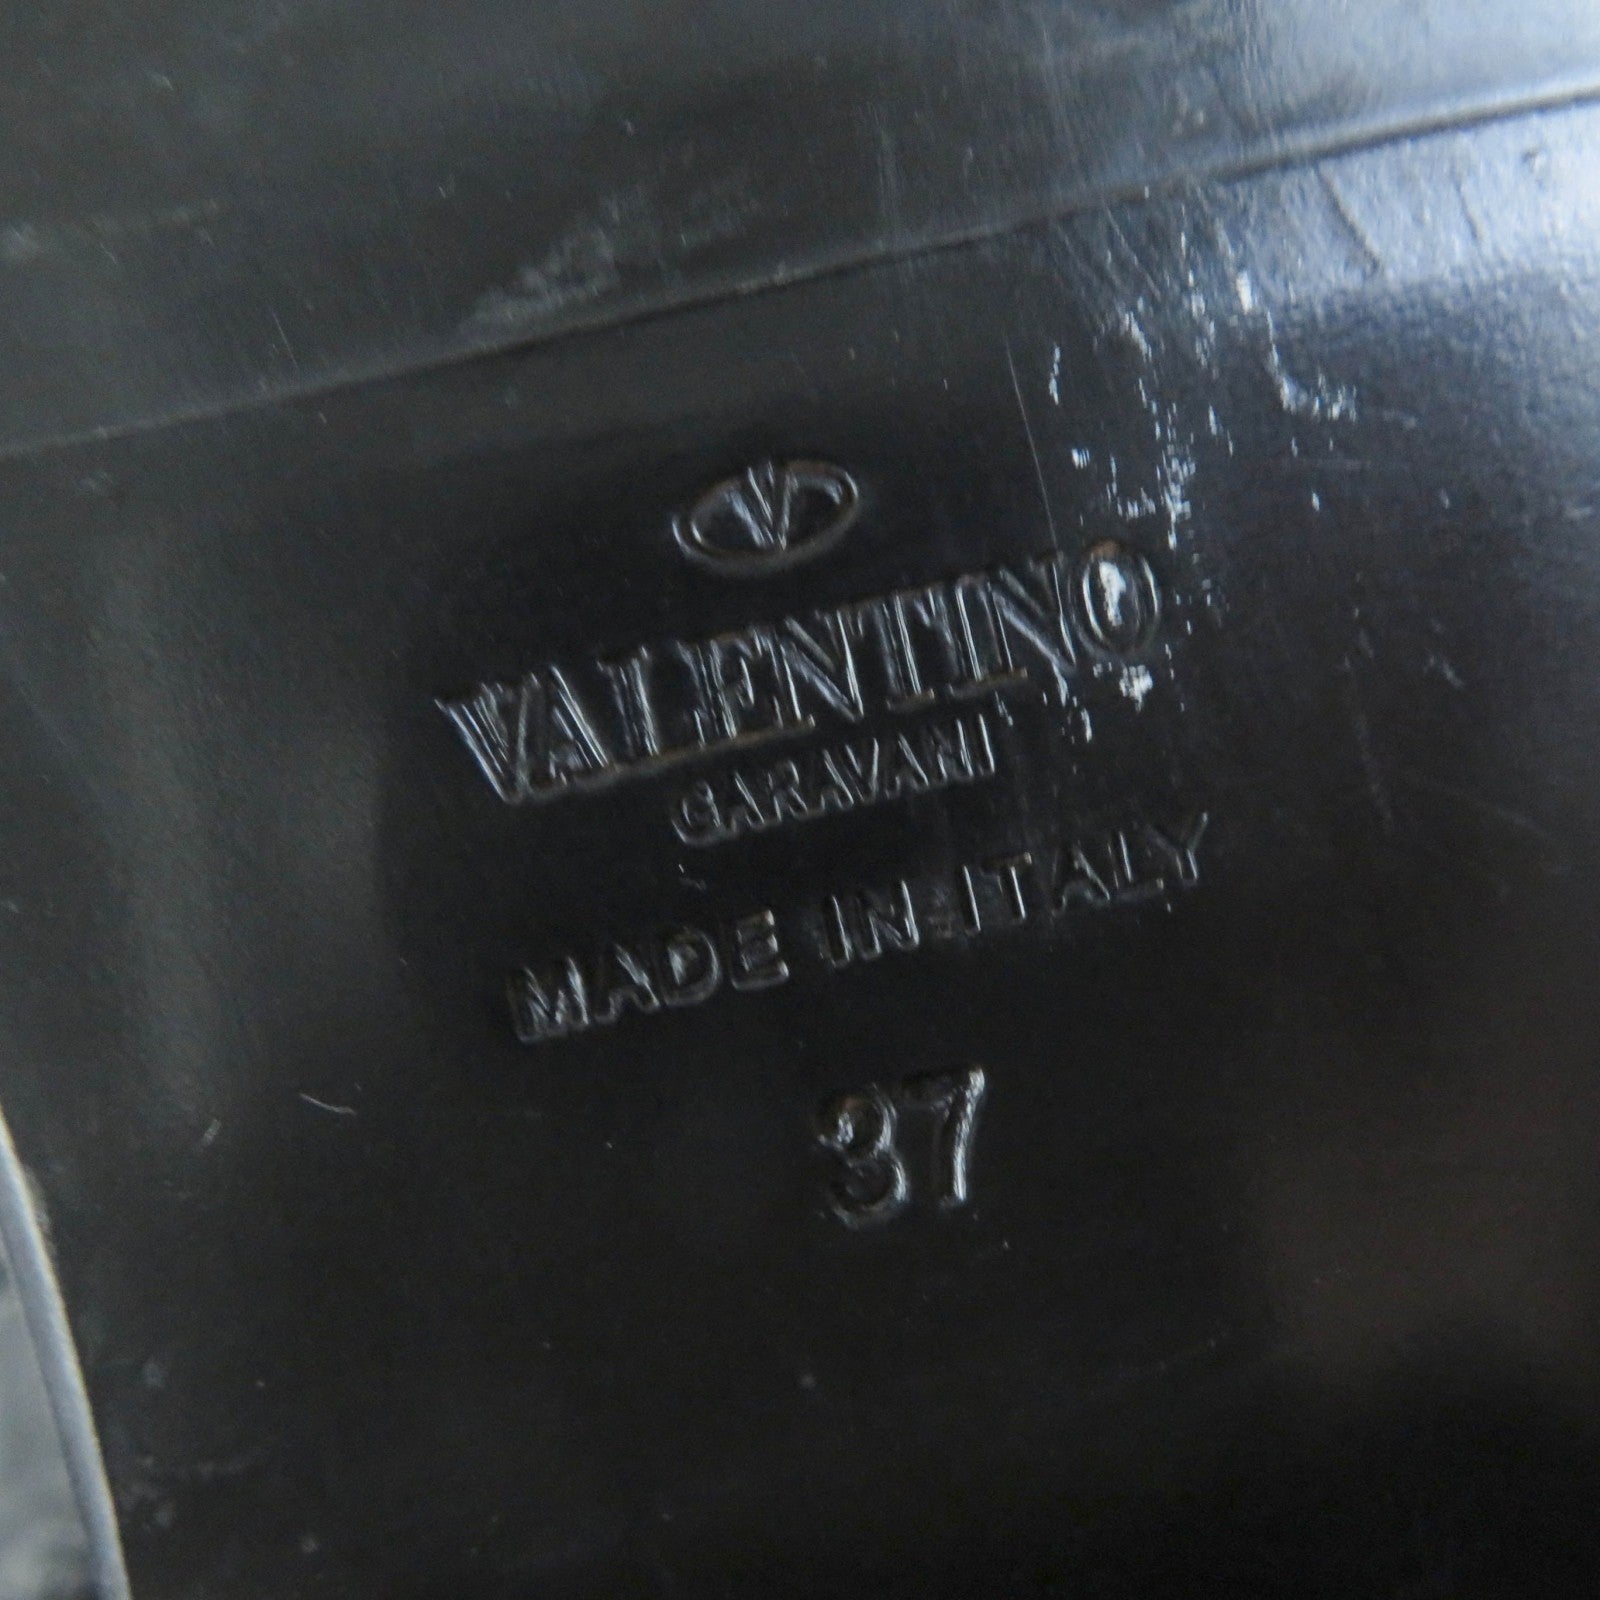 V
VALENTINO
GARAVANI
MADE IN ITALY
37